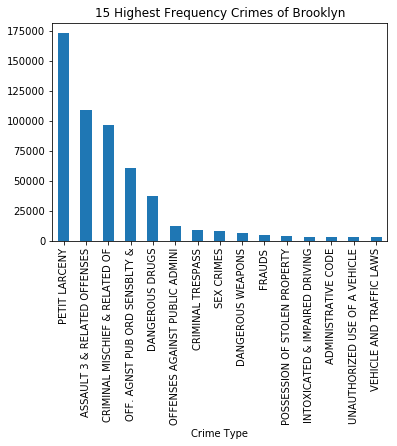 15 Highest Frequency Crimes of Brooklyn
175000
150000
125000
100000
75000
50000
25000
0
PETIT LARCENY
ASSAULT 3 & RELATED OFFENSES
CRIMINAL MISCHIEF & RELATED OF
OFF. AGNST PUB ORD SENSBLTY &
DANGEROUS DRUGS
OFFENSES AGAINST PUBLIC ADMINI
CRIMINAL TRESPASS
SEX CRIMES
DANGEROUS WEAPONS
FRAUDS
POSSESSION OF STOLEN PROPERTY
INTOXICATED & IMPAIRED DRIVING
ADMINISTRATIVE CODE
UNAUTHORIZED USE OF A VEHICLE
VEHICLE AND TRAFFIC LAWS
Crime Type